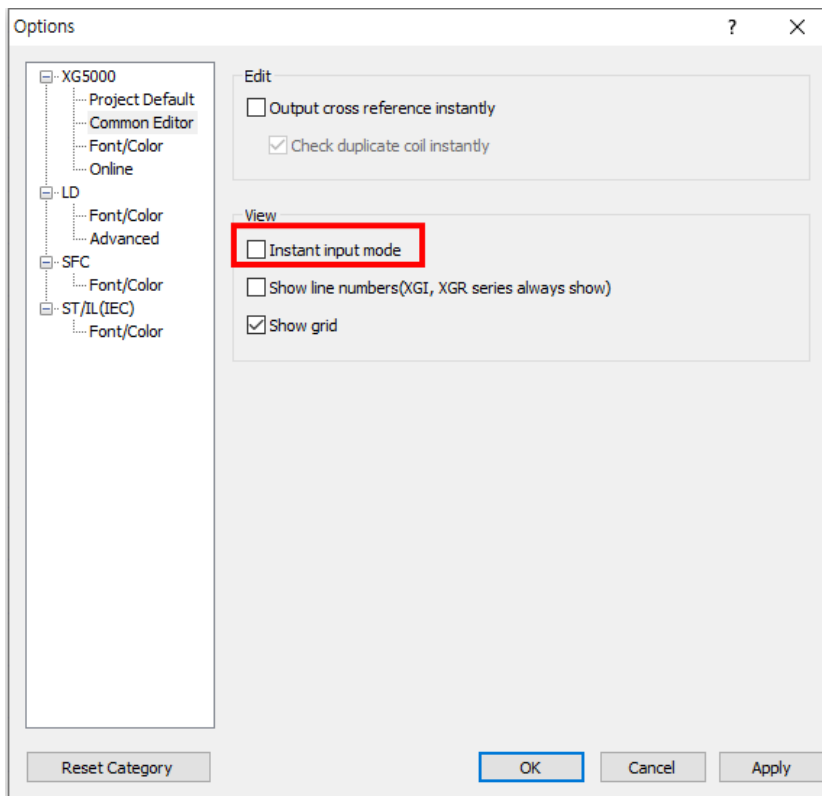 Options
XG5000
Project Default
Common Editor
Font/Color
Online
LD
Font/Color
Advanced
SFC
Font/Color
ST/IL(IEC)
Font/Color
Edit
Output cross reference instantly
Check duplicate coil instantly
View
Instant input mode
Show line numbers(XGI, XGR series always show)
Show grid
Reset Category
OK
Cancel
Apply